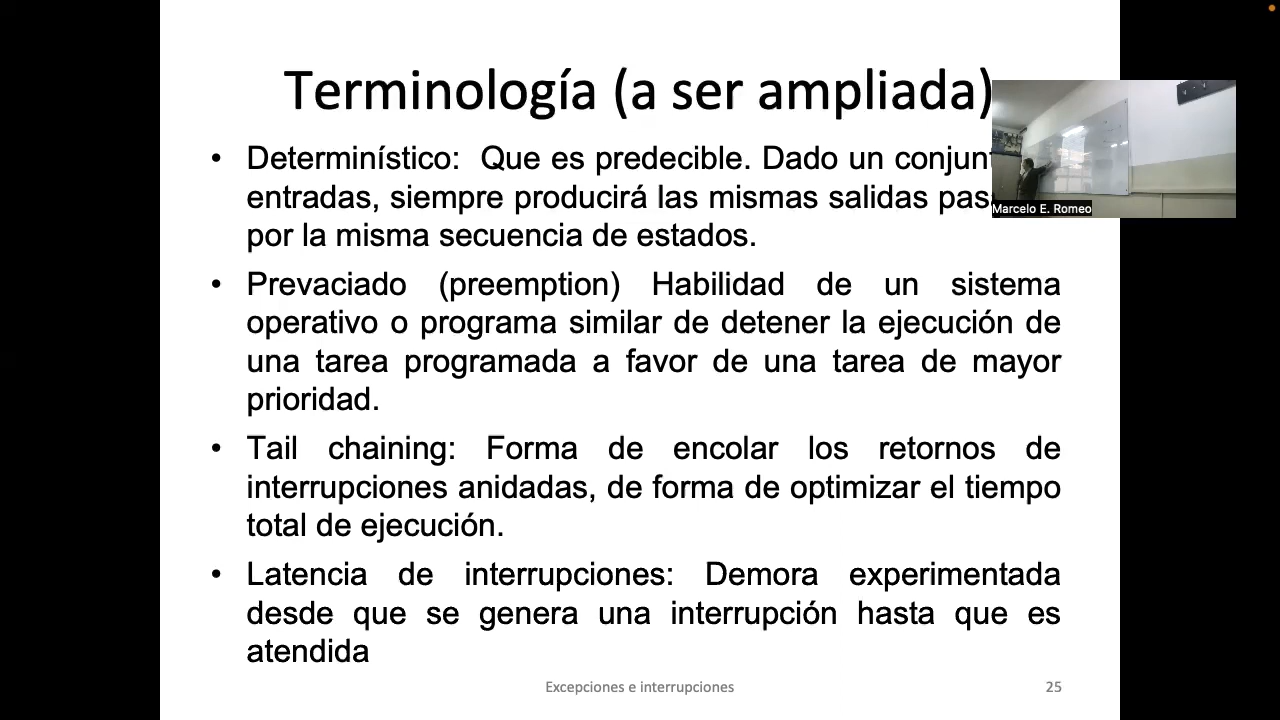 Terminología (a ser ampliada)
• Determinístico: Que es predecible. Dado un
entradas, siempre producirá las mismas salidas
por la misma secuencia de estados.
• Prevaciado (preemption) Habilidad de un sistema
operativo o programa similar de detener la ejecución de
una tarea programada a favor de una tarea de mayor
prioridad.
• Tail chaining: Forma de encolar los retornos de
interrupciones anidadas, de forma de optimizar el tiempo
total de ejecución.
• Latencia de interrupciones: Demora experimentada
desde que se genera una interrupción hasta que es
atendida
Marcelo E. Romeo
Excepciones e interrupciones
25